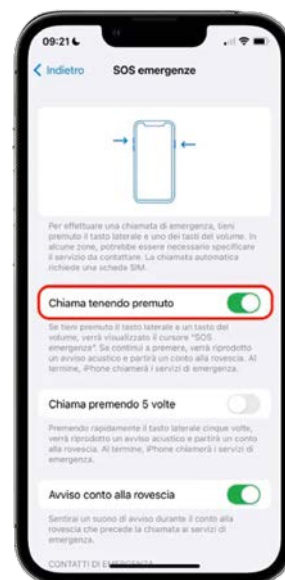 09:21
Indietro SOS emergenze
Per effettuare una chiamata di emergenza, tieni
premuto il tasto laterale e uno dei tasti del volume. In
alcune zone, potrebbe essere necessario specificare
il servizio da contattare. La chiamata automatica
richiede una scheda SIM.
Chiama tenendo premuto
Se tieni premuto il tasto laterale e un tasto del
volume, verrà visualizzato il cursore "SOS
emergenze". Se continui a premere, verrà riprodotto
un avviso acustico e partirà un conto alla rovescia. Al
termine, iPhone chiamerà i servizi di emergenza.
Chiama premendo 5 volte
Premendo rapidamente il tasto laterale cinque volte,
verrà riprodotto un avviso acustico e partirà un conto
alla rovescia. Al termine, iPhone chiamerà i servizi di
emergenza.
Avviso conto alla rovescia
Sentirai un suono di avviso durante il conto alla
rovescia che precede la chiamata ai servizi di
emergenza.
CONTATTI DI EMERGENZA